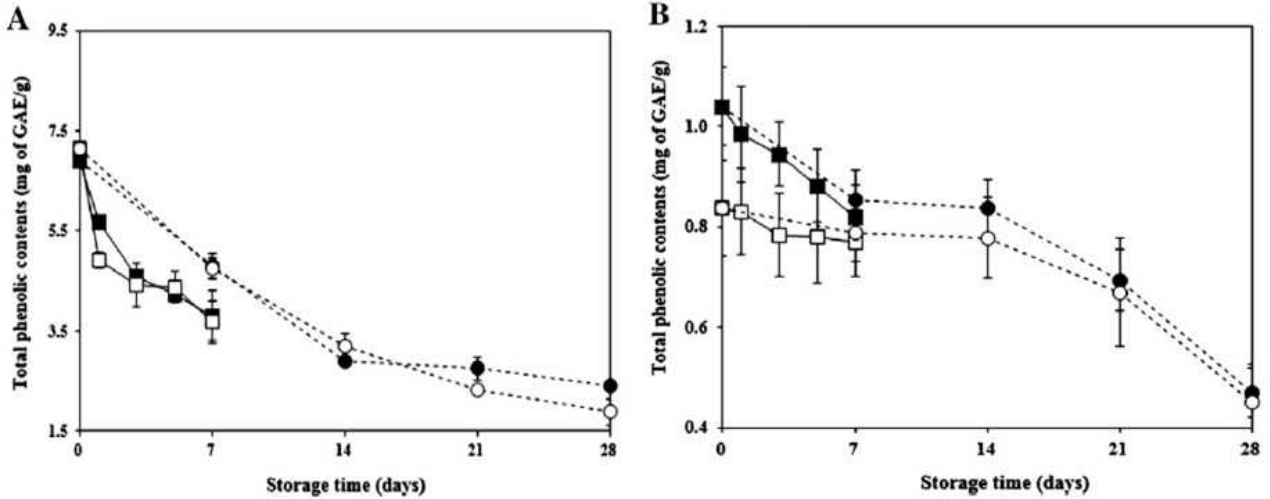 A
Total phenolic contents (mg of GAE/g)
9.5
7.5
5.5
3.5
1.5
0 7 14 21 28
Storage time (days)
B
Total phenolic contents (mg of GAE/g)
1.2
1.0
0.8
0.6
0.4
0 7 14 21 28
Storage time (days)